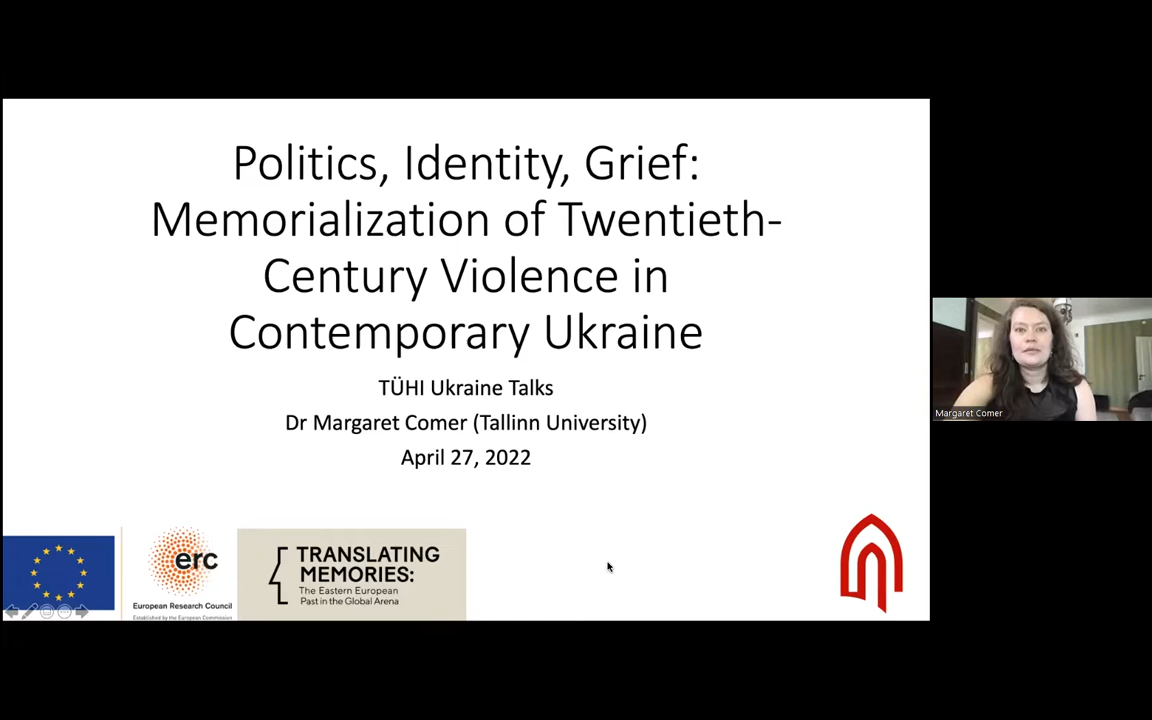 Politics, Identity, Grief:
Memorialization of Twentieth-
Century Violence in
Contemporary Ukraine
TÜHI Ukraine Talks
Dr Margaret Comer (Tallinn University)
April 27, 2022
erc
European Research Council
Established by the European Commission
TRANSLATING
MEMORIES:
The Eastern European
Past in the Global Arena
Margaret Comer